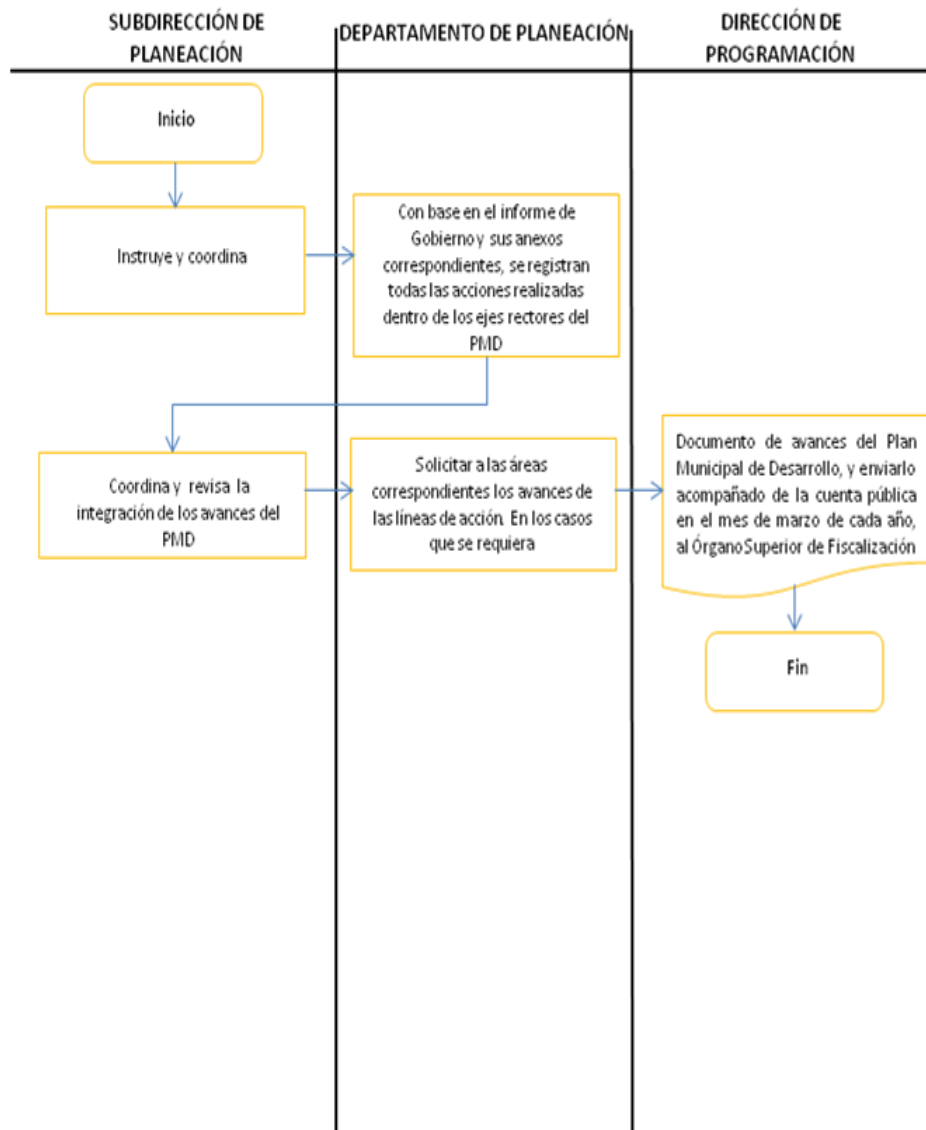 SUBDIRECCIÓN DE
PLANEACIÓN
DEPARTAMENTO DE PLANEACIÓN
DIRECCIÓN DE
PROGRAMACIÓN
Inicio
Instruye y coordina
Con base en el informe de
Gobierno y sus anexos
correspondientes, se registran
todas las acciones realizadas
dentro de los ejes rectores del
PMD
Coordina y revisa la
integración de los avances del
PMD
Solicitar a las áreas
correspondientes los avances de
las líneas de acción. En los casos
que se requiera
Documento de avances del Plan
Municipal de Desarrollo, y enviarlo
acompañado de la cuenta pública
en el mes de marzo de cada año,
al Órgano Superior de Fiscalización
Fin